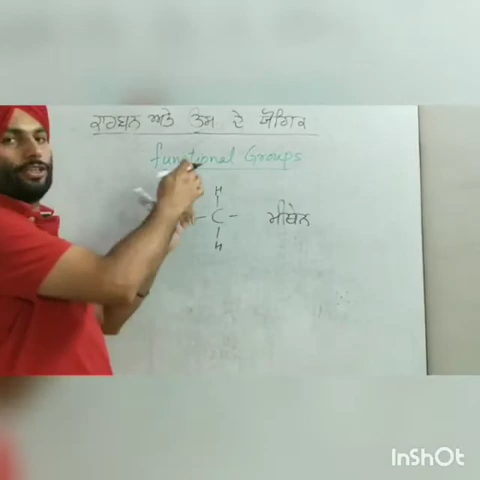 ਕਾਰਬਨ ਅਤੇ ਉਸ ਦੇ ਯੌਗਿਕ
functional Groups
H
- C - ਮੀਥੇਨ
H
InShOt